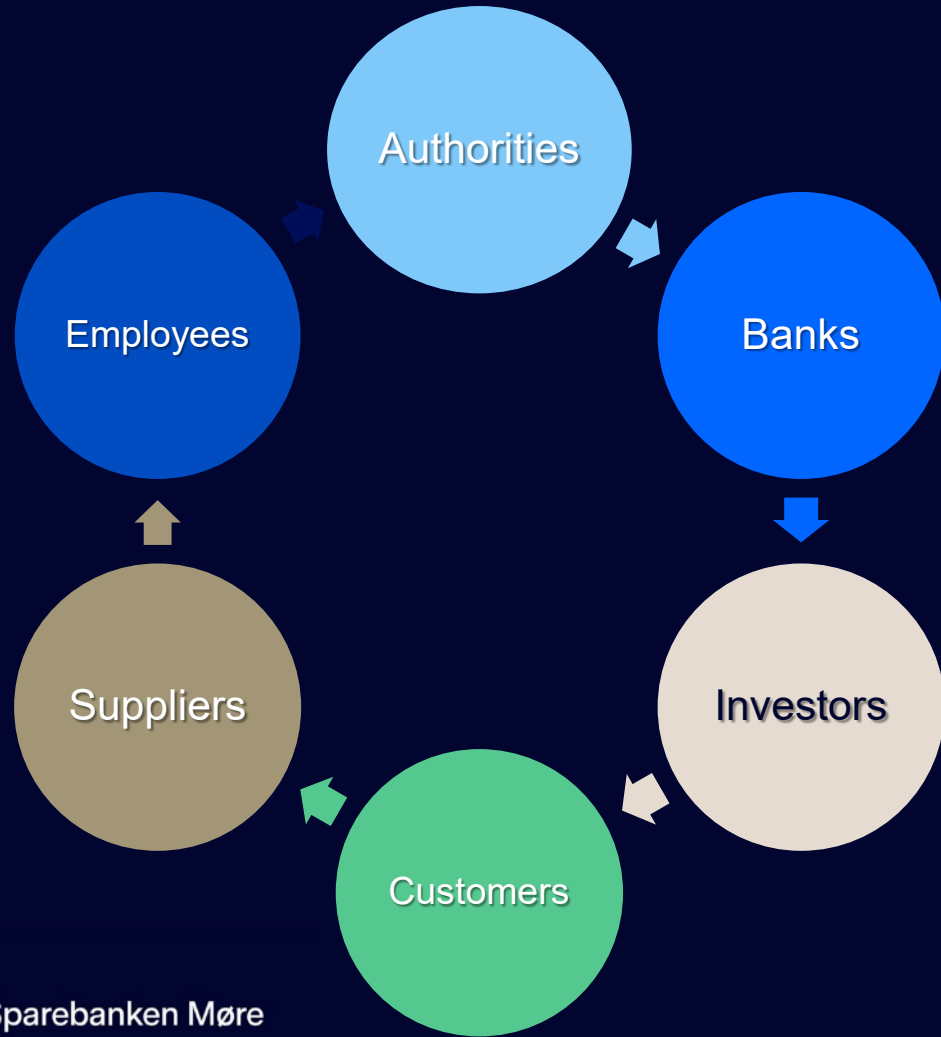 Authorities
Banks
Investors
Customers
Suppliers
Employees
Sparebanken Møre